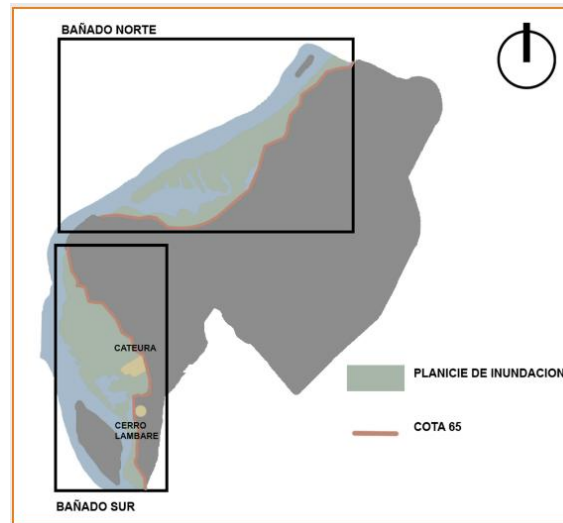 BAÑADO NORTE
CATEURA
PLANICIE DE INUNDACION
CERRO
LAMBARE
COTA 65
BAÑADO SUR